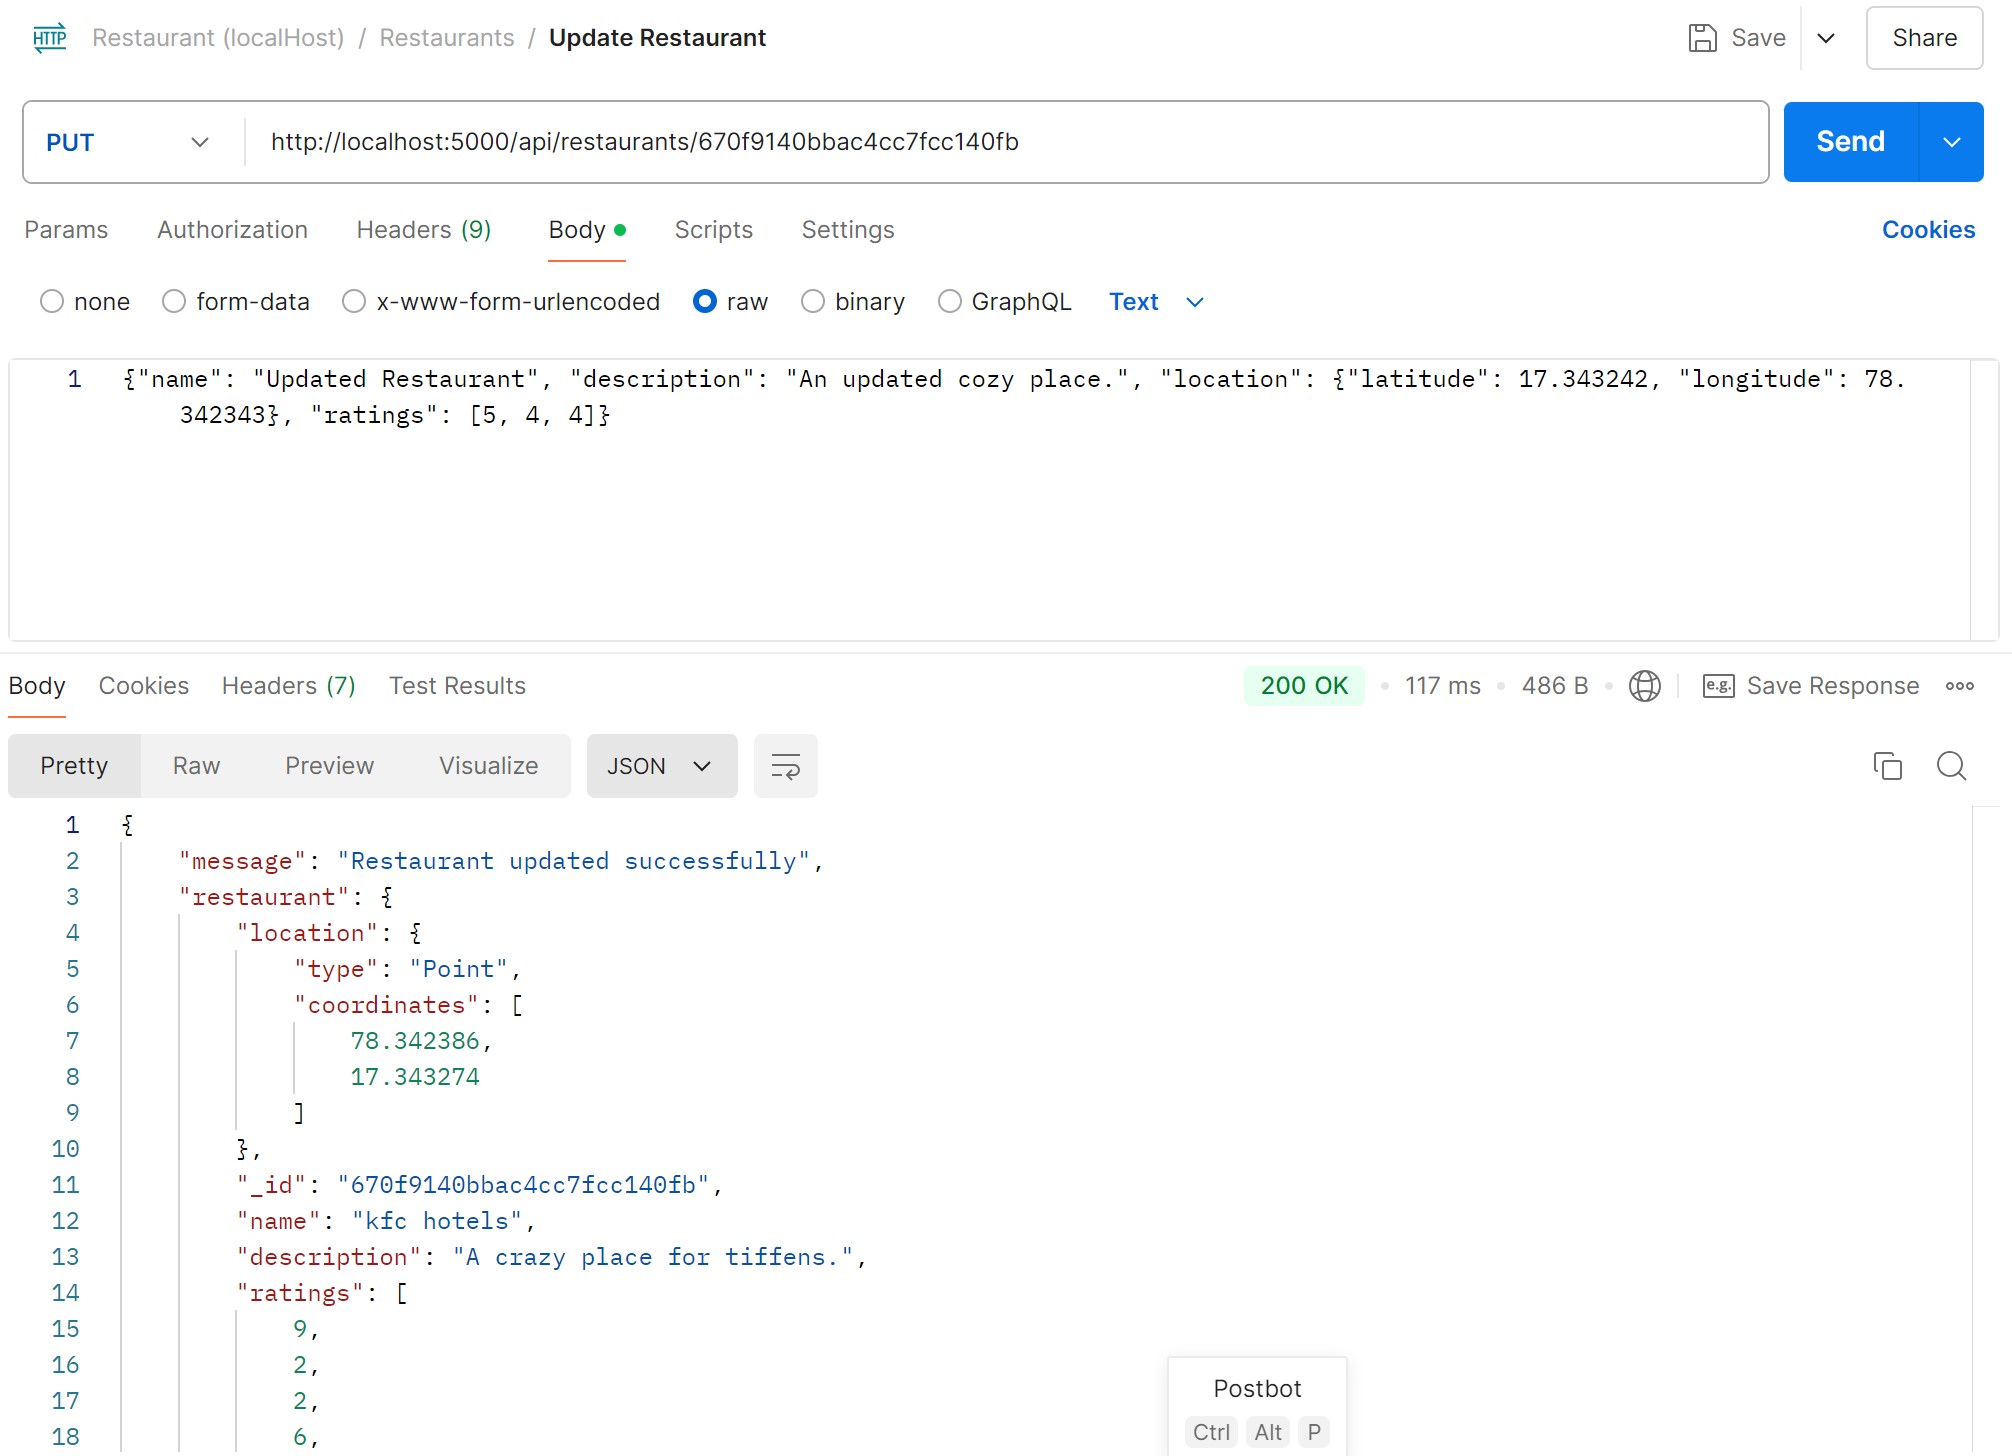 HTTP Restaurant (localHost) / Restaurants / Update Restaurant Save Share
PUT http://localhost:5000/api/restaurants/670f9140bbac4cc7fcc140fb Send
Params Authorization Headers (9) Body Scripts Settings Cookies
none form-data x-www-form-urlencoded raw binary GraphQL Text
1 {"name": "Updated Restaurant", "description": "An updated cozy place.", "location": {"latitude": 17.343242, "longitude": 78.
342343}, "ratings": [5, 4, 4]}
Body Cookies Headers (7) Test Results 200 OK • 117 ms • 486 B • e.g. Save Response
Pretty Raw Preview Visualize JSON
1 {
2 "message": "Restaurant updated successfully",
3 "restaurant": {
4 "location": {
5 "type": "Point",
6 "coordinates": [
7 78.342386,
8 17.343274
9 ]
10 },
11 "_id": "670f9140bbac4cc7fcc140fb",
12 "name": "kfc hotels",
13 "description": "A crazy place for tiffens.",
14 "ratings": [
15 9,
16 2,
17 2,
18 6,
Postbot
Ctrl Alt P